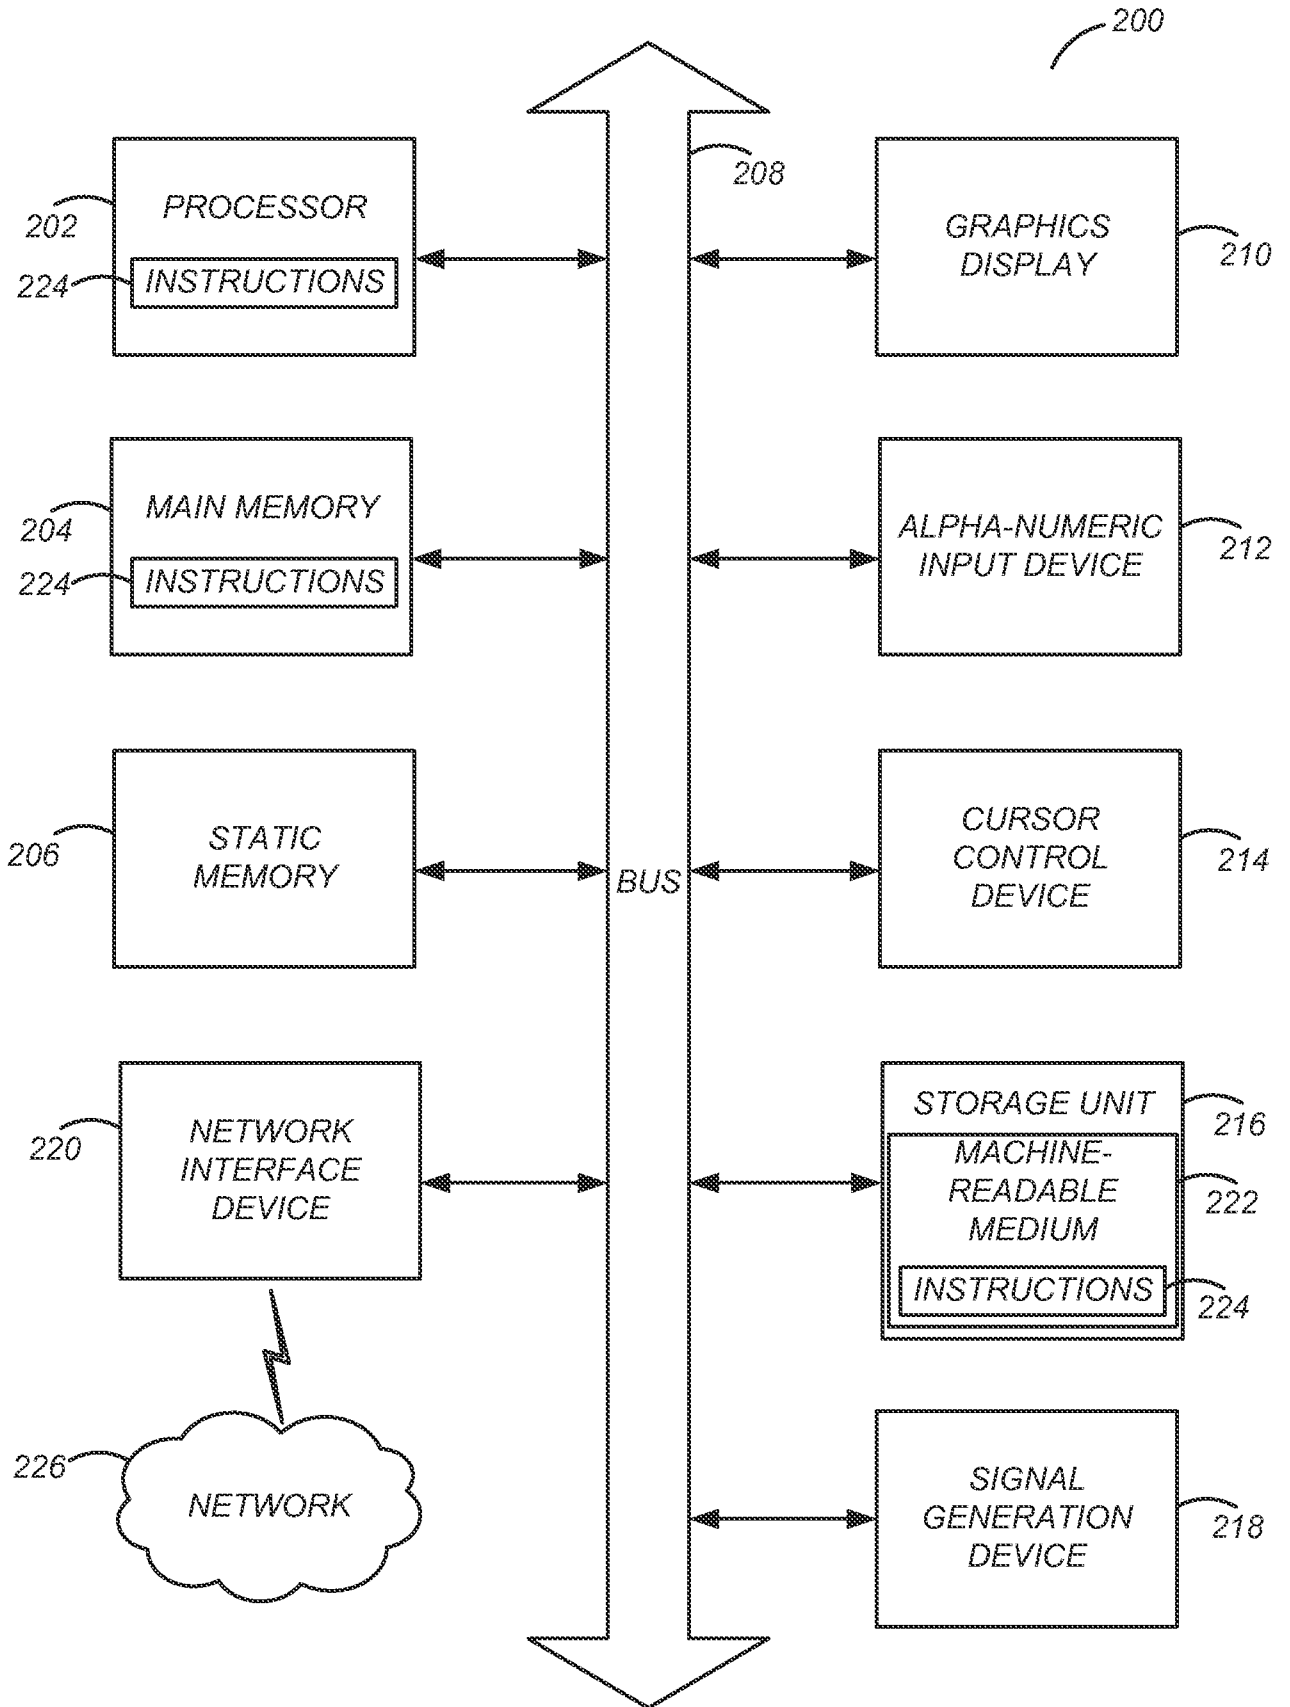 200
208
PROCESSOR
202
INSTRUCTIONS
224
GRAPHICS
DISPLAY
210
MAIN MEMORY
204
INSTRUCTIONS
224
ALPHA-NUMERIC
INPUT DEVICE
212
STATIC
MEMORY
206
BUS
CURSOR
CONTROL
DEVICE
214
NETWORK
INTERFACE
DEVICE
220
STORAGE UNIT
216
MACHINE-
READABLE
MEDIUM
222
INSTRUCTIONS
224
NETWORK
226
SIGNAL
GENERATION
DEVICE
218